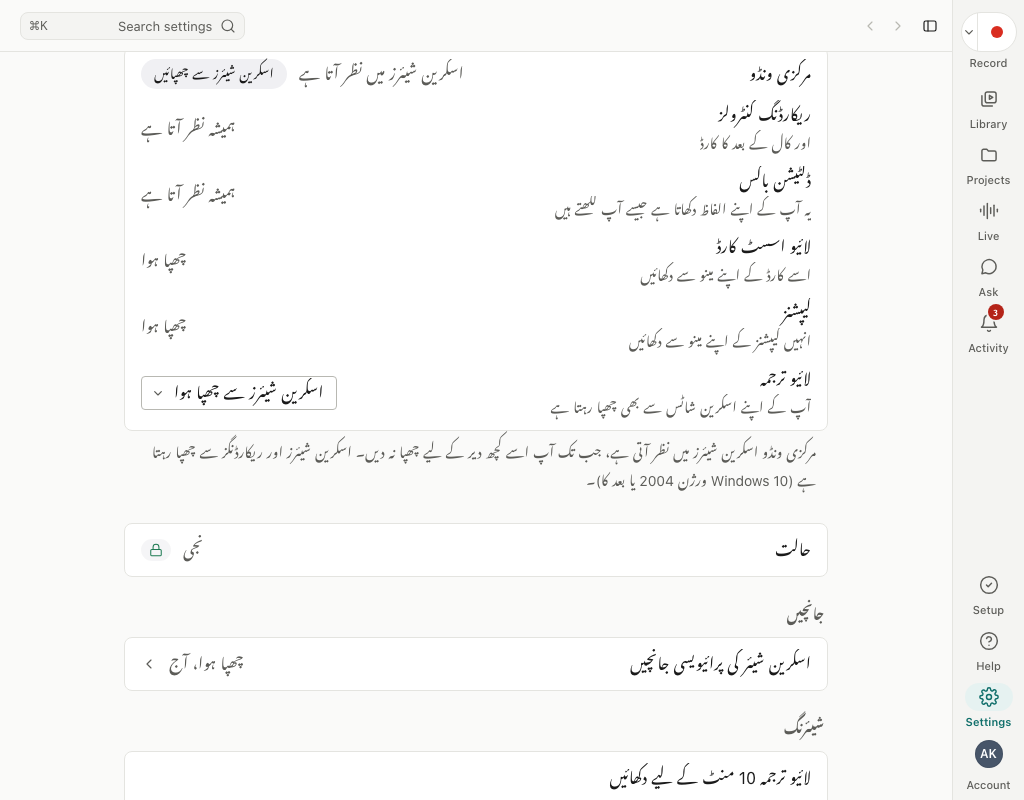 ⌘K
Search settings
Record
Library
Projects
Live
Ask
3
Activity
Setup
Help
Settings
AK
Account
مرکزی ونڈو
اسکرین شیئرز میں نظر آتا ہے
اسکرین شیئرز سے چھپائیں
ریکارڈنگ کنٹرولز
اور کال کے بعد کا کارڈ
ہمیشہ نظر آتا ہے
ڈکٹیشن باکس
یہ آپ کے اپنے الفاظ دکھاتا ہے جیسے آپ لکھتے ہیں
ہمیشہ نظر آتا ہے
لائیو اسسٹ کارڈ
اسے کارڈ کے اپنے مینو سے دکھائیں
چھپا ہوا
کیپشنز
انہیں کیپشنز کے اپنے مینو سے دکھائیں
چھپا ہوا
لائیو ترجمہ
آپ کے اپنے اسکرین شاٹس سے بھی چھپا رہتا ہے
اسکرین شیئرز سے چھپا ہوا
مرکزی ونڈو اسکرین شیئرز میں نظر آتی ہے، جب تک آپ اسے کچھ دیر کے لیے چھپا نہ دیں۔ اسکرین شیئرز اور ریکارڈنگز سے چھپا رہتا
ہے (Windows 10 ورژن 2004 یا بعد کا)۔
حالت
نجی
جانچیں
اسکرین شیئر کی پرائیویسی جانچیں
چھپا ہوا، آج
شیئرنگ
لائیو ترجمہ 10 منٹ کے لیے دکھائیں